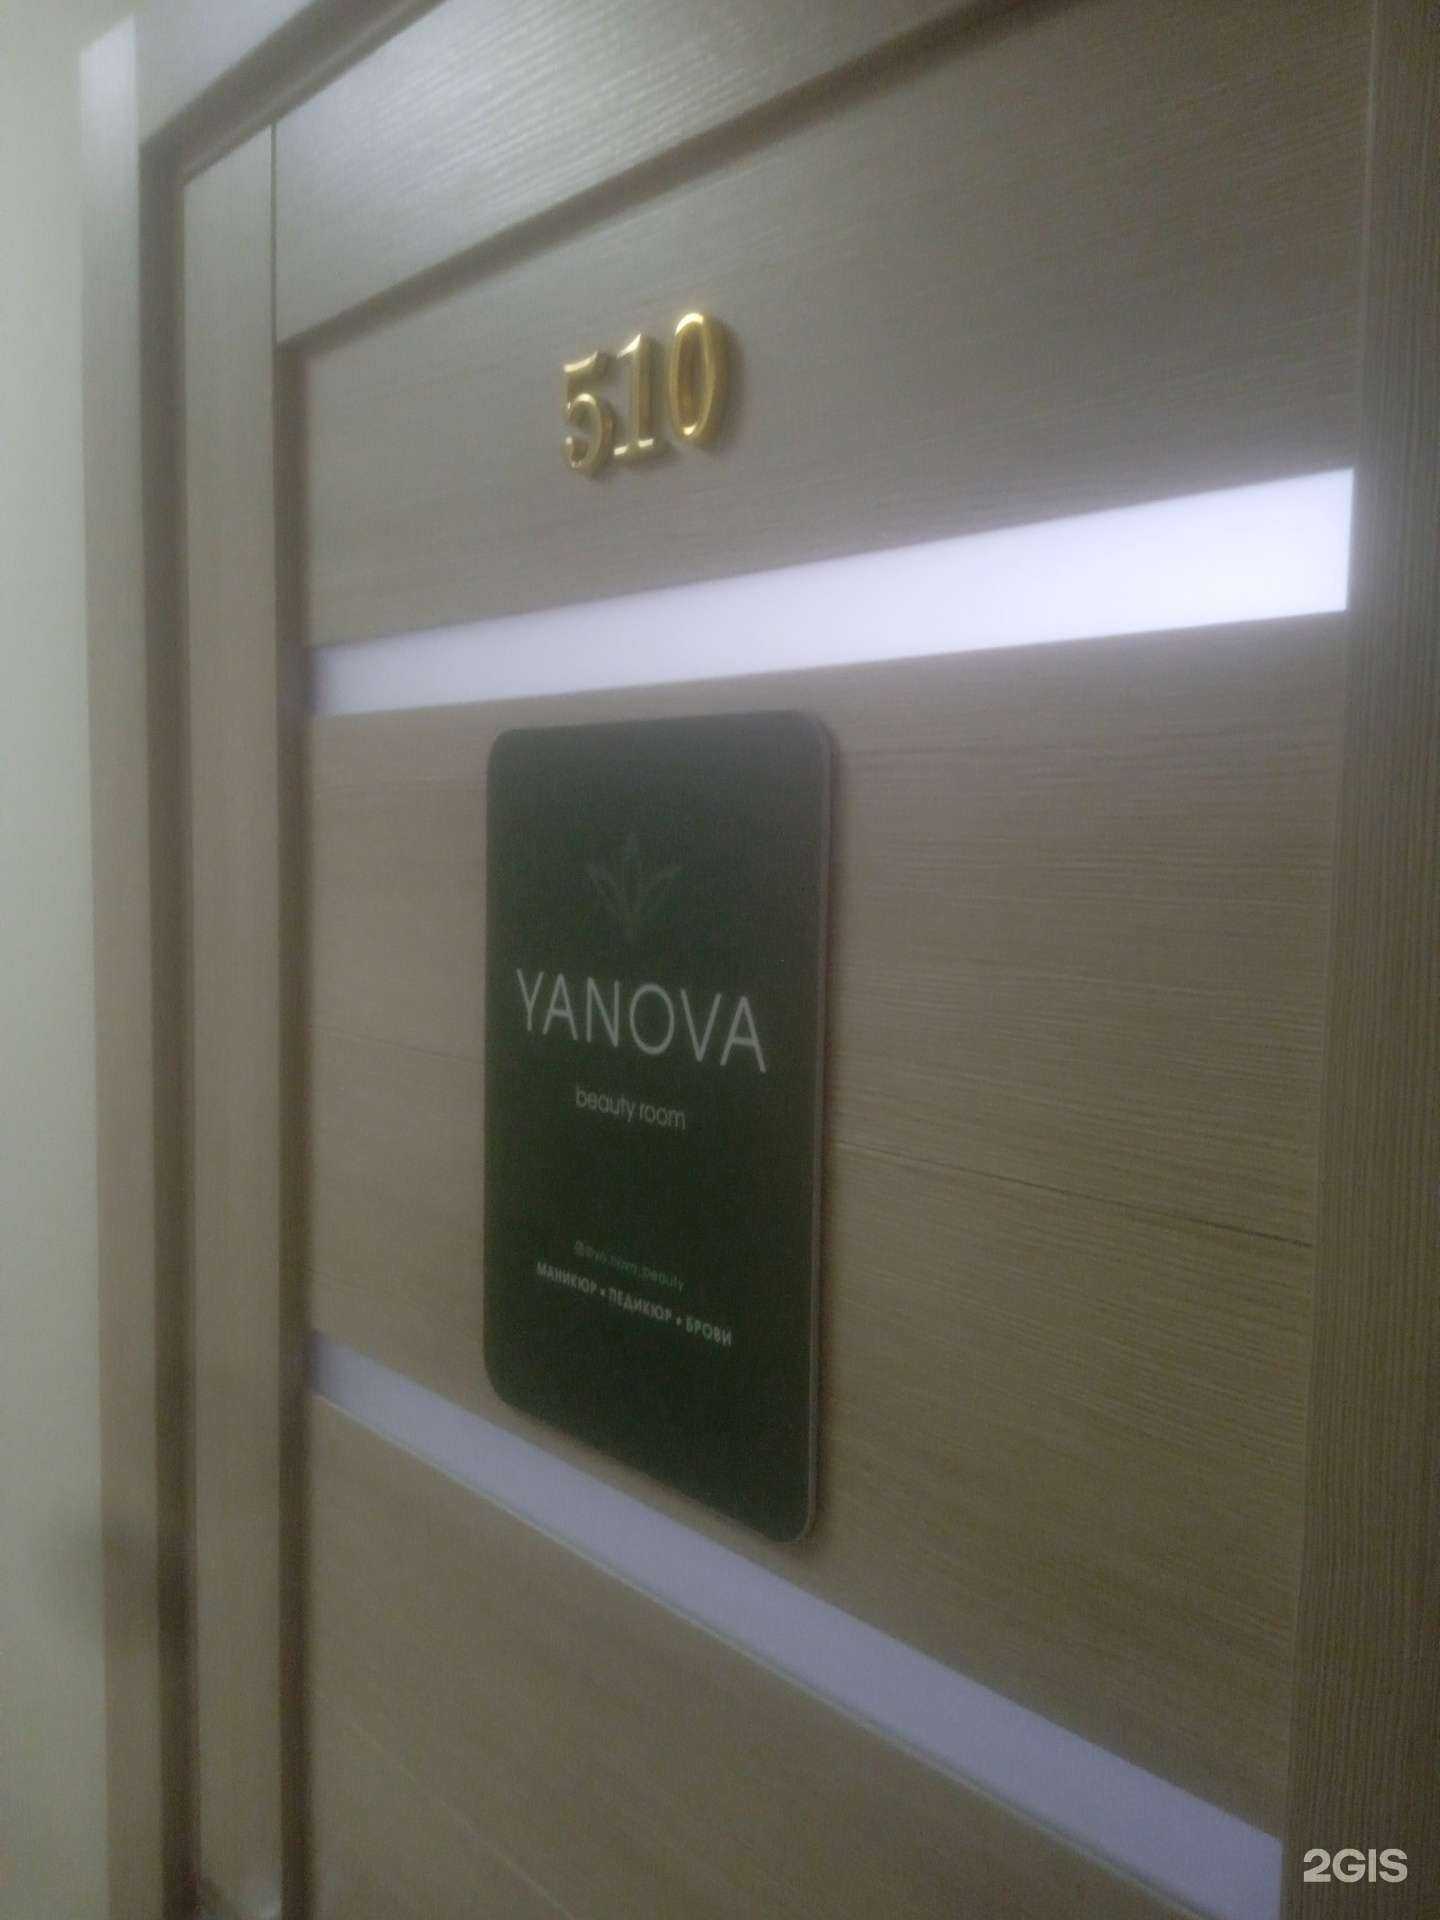 510
YANOVA
beauty room
МАНИКЮР • ПЕДИКЮР • БРОВИ
2GIS